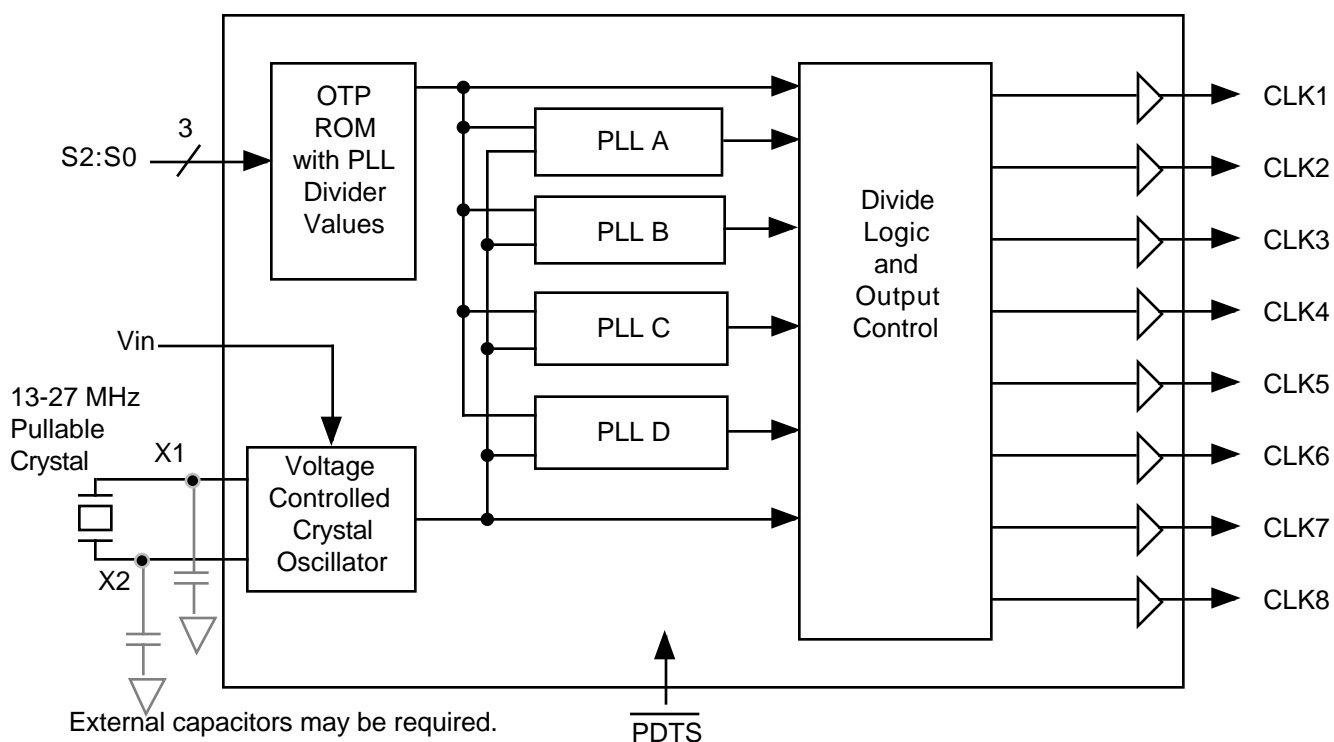 OTP
ROM
with PLL
Divider
Values
3
S2:S0
PLL A
PLL B
PLL C
PLL D
Divide
Logic
and
Output
Control
CLK1
CLK2
CLK3
CLK4
CLK5
CLK6
CLK7
CLK8
Vin
13-27 MHz
Pullable
Crystal
X1
X2
Voltage
Controlled
Crystal
Oscillator
External capacitors may be required.
PDTS